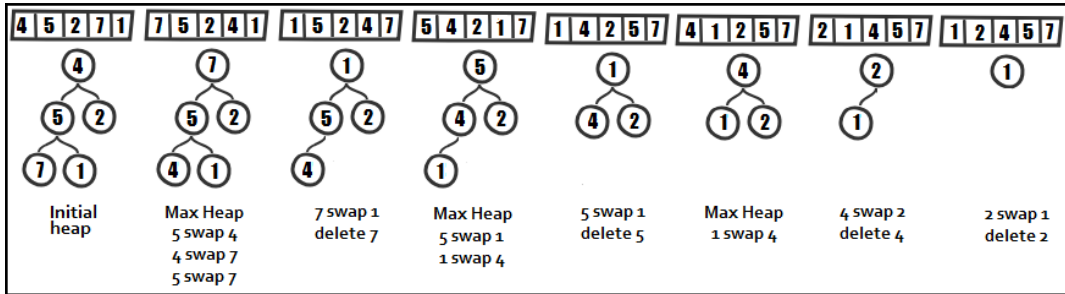 4 5 2 7 1
4
5 2
7 1
Initial
heap
7 5 2 4 1
7
5 2
4 1
Max Heap
5 swap 4
4 swap 7
5 swap 7
1 5 2 4 7
1
5 2
4
7 swap 1
delete 7
5 4 2 1 7
5
4 2
1
Max Heap
5 swap 1
1 swap 4
1 4 2 5 7
1
4 2
5 swap 1
delete 5
4 1 2 5 7
4
1 2
Max Heap
1 swap 4
2 1 4 5 7
2
1
4 swap 2
delete 4
1 2 4 5 7
1
2 swap 1
delete 2